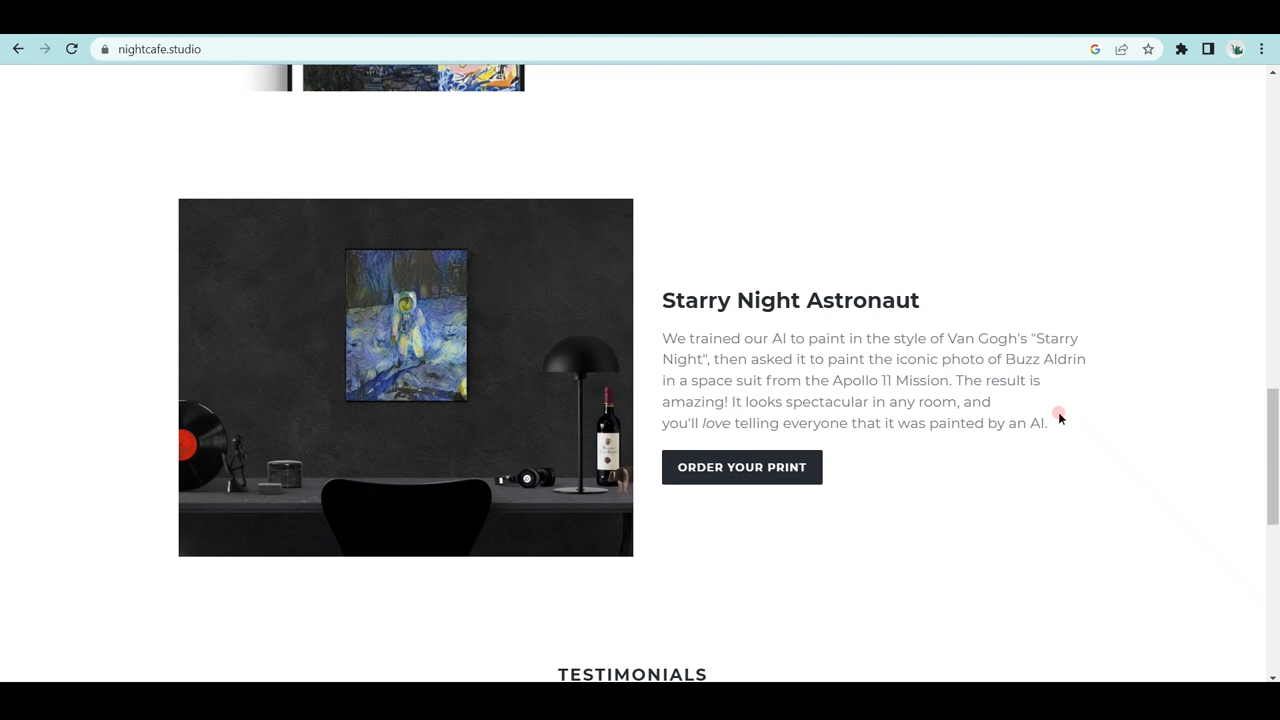 nightcafe.studio
Starry Night Astronaut
We trained our AI to paint in the style of Van Gogh's "Starry
Night", then asked it to paint the iconic photo of Buzz Aldrin
in a space suit from the Apollo 11 Mission. The result is
amazing! It looks spectacular in any room, and
you'll love telling everyone that it was painted by an AI.
ORDER YOUR PRINT
TESTIMONIALS